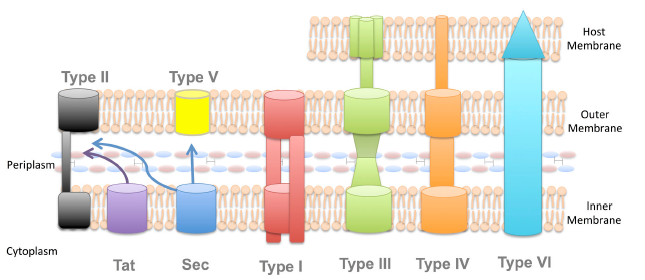 Host
Membrane
Type II
Type V
Outer
Membrane
Periplasm
Inner
Membrane
Cytoplasm
Tat
Sec
Type I
Type III
Type IV
Type VI